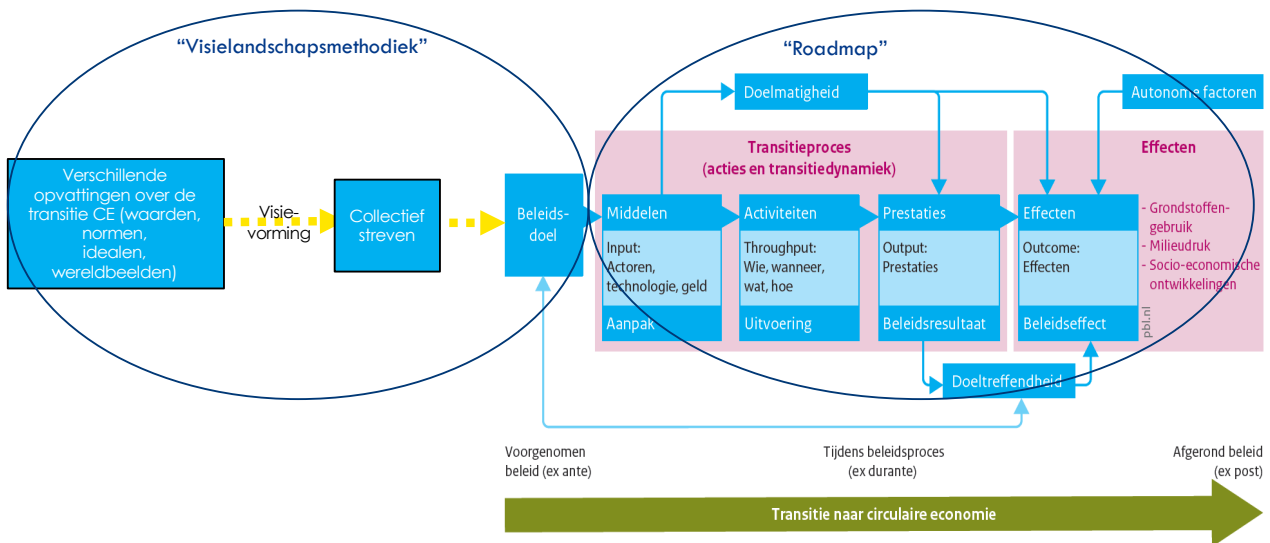 “Visielandschapsmethodiek”
“Roadmap”
Doelmatigheid
Autonome factoren
Transitieproces
(acties en transitiedynamiek)
Effecten
Verschillende
opvattingen over de
transitie CE (waarden,
normen,
idealen,
wereldbeelden)
Visie-
vorming
Collectief
streven
Beleids-
doel
Middelen
Input:
Actoren,
technologie, geld
Aanpak
Activiteiten
Throughput:
Wie, wanneer,
wat, hoe
Uitvoering
Prestaties
Output:
Prestaties
Beleidsresultaat
Effecten
Outcome:
Effecten
Beleidseffect
- Grondstoffen-
gebruik
- Milieudruk
- Socio-economische
ontwikkelingen
pbl.nl
Doeltreffendheid
Voorgenomen
beleid (ex ante)
Tijdens beleidsproces
(ex durante)
Afgerond beleid
(ex post)
Transitie naar circulaire economie